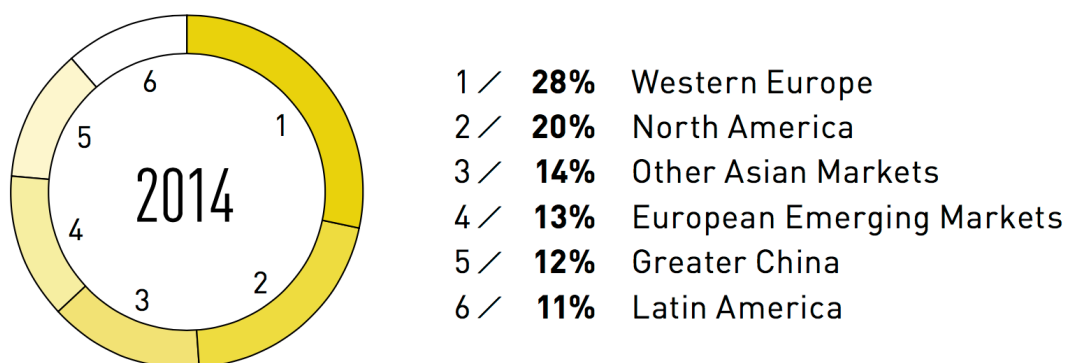 6
1
5
2014
4
2
3
1 / 28% Western Europe
2 / 20% North America
3 / 14% Other Asian Markets
4 / 13% European Emerging Markets
5 / 12% Greater China
6 / 11% Latin America